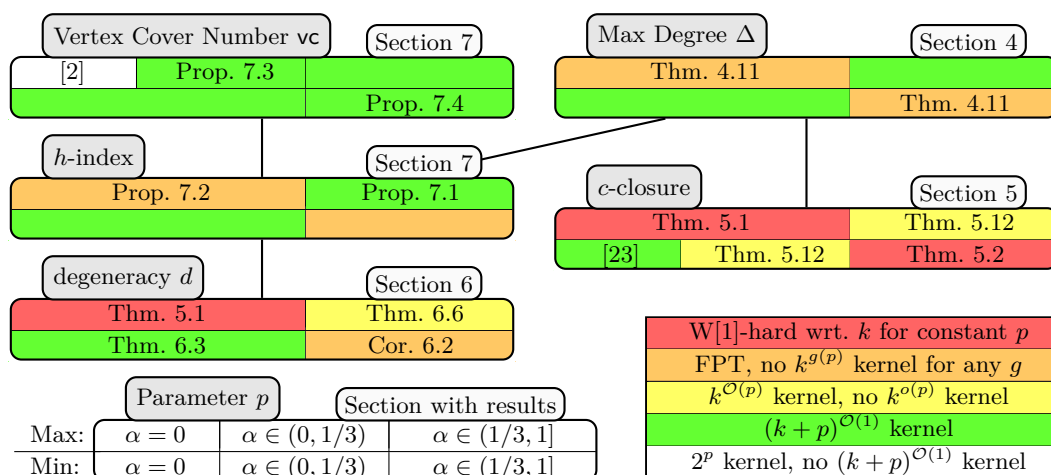 Vertex Cover Number vc Section 7
[2] Prop. 7.3
Prop. 7.4
Max Degree Δ Section 4
Thm. 4.11
Thm. 4.11
h-index Section 7
Prop. 7.2 Prop. 7.1
c-closure Section 5
Thm. 5.1 Thm. 5.12
[23] Thm. 5.12 Thm. 5.2
degeneracy d Section 6
Thm. 5.1 Thm. 6.6
Thm. 6.3 Cor. 6.2
Parameter p Section with results
Max: α = 0 α ∈ (0, 1/3) α ∈ (1/3, 1]
Min: α = 0 α ∈ (0, 1/3) α ∈ (1/3, 1]
W[1]-hard wrt. k for constant p
FPT, no k^{g(p)} kernel for any g
k^{𝒪(p)} kernel, no k^{o(p)} kernel
(k + p)^{𝒪(1)} kernel
2^p kernel, no (k + p)^{𝒪(1)} kernel